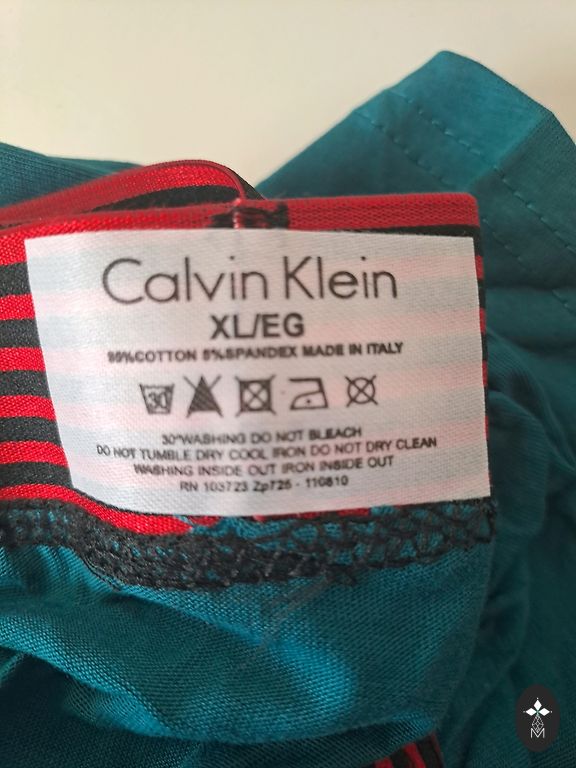 Calvin Klein
XL/EG
95%COTTON 5%SPANDEX MADE IN ITALY
30
30°WASHING DO NOT BLEACH
DO NOT TUMBLE DRY COOL IRON DO NOT DRY CLEAN
WASHING INSIDE OUT IRON INSIDE OUT
RN 103723 Zp725 - 110810
M